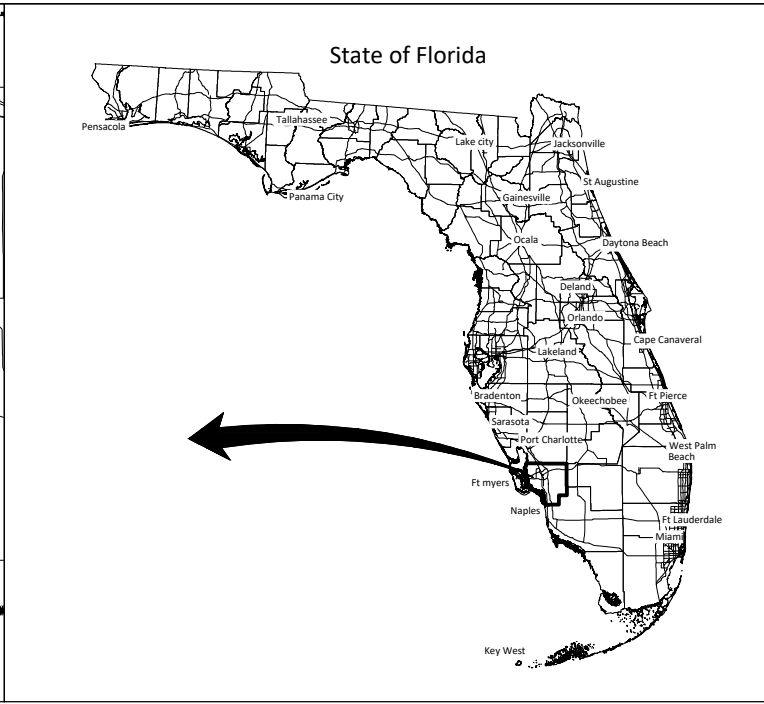 State of Florida
Pensacola
Tallahassee
Lake city
Jacksonville
St Augustine
Panama City
Gainesville
Ocala
Daytona Beach
Deland
Orlando
Cape Canaveral
Lakeland
Bradenton
Okeechobee
Ft Pierce
Sarasota
Port Charlotte
West Palm
Beach
Ft myers
Naples
Ft Lauderdale
Miami
Key West